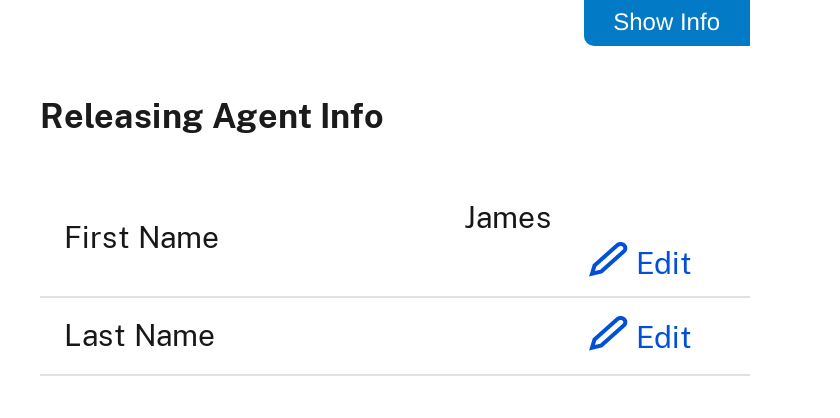 Show Info
Releasing Agent Info
First Name
James
Edit
Last Name
Edit